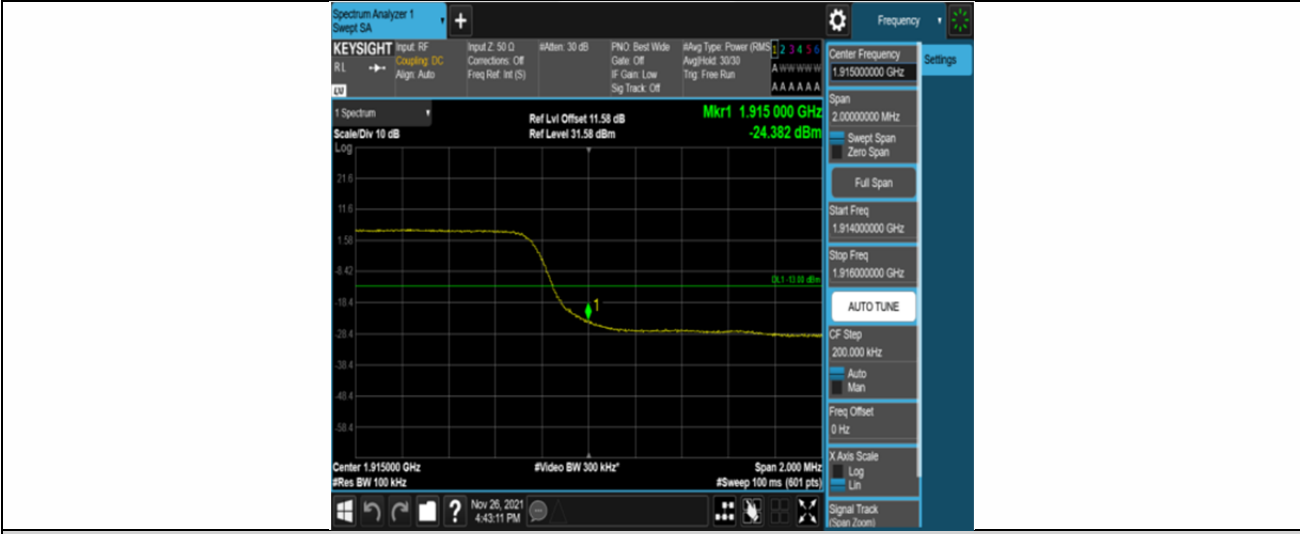 Spectrum Analyzer 1
Swept SA
+
Frequency
KEYSIGHT
Input: RF
Coupling: DC
Align: Auto
Input Z: 50 Ω
Corrections: Off
Freq Ref: Int (S)
#Atten: 30 dB
PNO: Best Wide
Gate: Off
IF Gain: Low
Sig Track: Off
#Avg Type: Power (RMS
Avg|Hold: 30/30
Trig: Free Run
1 2 3 4 5 6
A W W W W W
A A A A A A
RL
Center Frequency
1.915000000 GHz
Settings
Span
2.00000000 MHz
Swept Span
Zero Span
Full Span
Start Freq
1.914000000 GHz
Stop Freq
1.916000000 GHz
AUTO TUNE
CF Step
200.000 kHz
Auto
Man
Freq Offset
0 Hz
X Axis Scale
Log
Lin
Signal Track
(Span Zoom)
1 Spectrum
Scale/Div 10 dB
Ref Lvl Offset 11.58 dB
Ref Level 31.58 dBm
Mkr1 1.915 000 GHz
-24.382 dBm
Log
21.6
11.6
1.58
-8.42
DL1 -13.00 dBm
1
-18.4
-28.4
-38.4
-48.4
-58.4
Center 1.915000 GHz
#Video BW 300 kHz*
Span 2.000 MHz
#Res BW 100 kHz
#Sweep 100 ms (601 pts)
?
Nov 26, 2021
4:43:11 PM